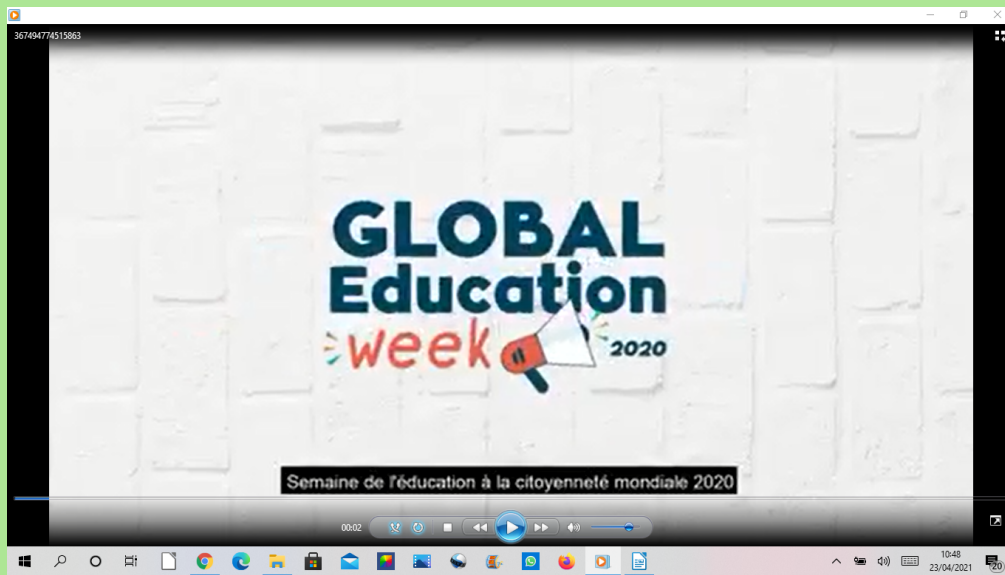 367494774515863
GLOBAL
Education
week
2020
Semaine de l'éducation à la citoyenneté mondiale 2020
00:02
10:48
23/04/2021
20